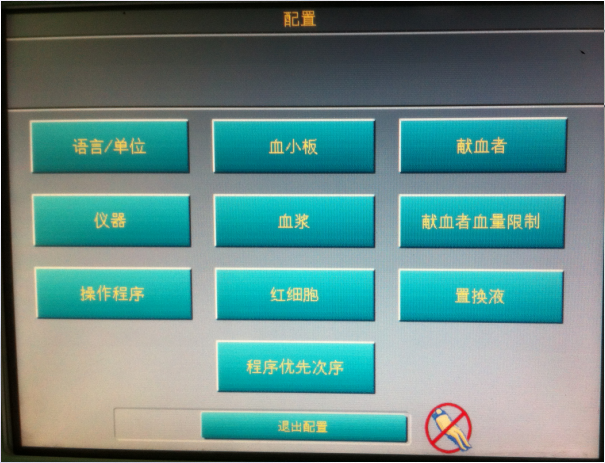 配置
语言/单位
血小板
献血者
仪器
血浆
献血者血量限制
操作程序
红细胞
置换液
程序优先次序
退出配置